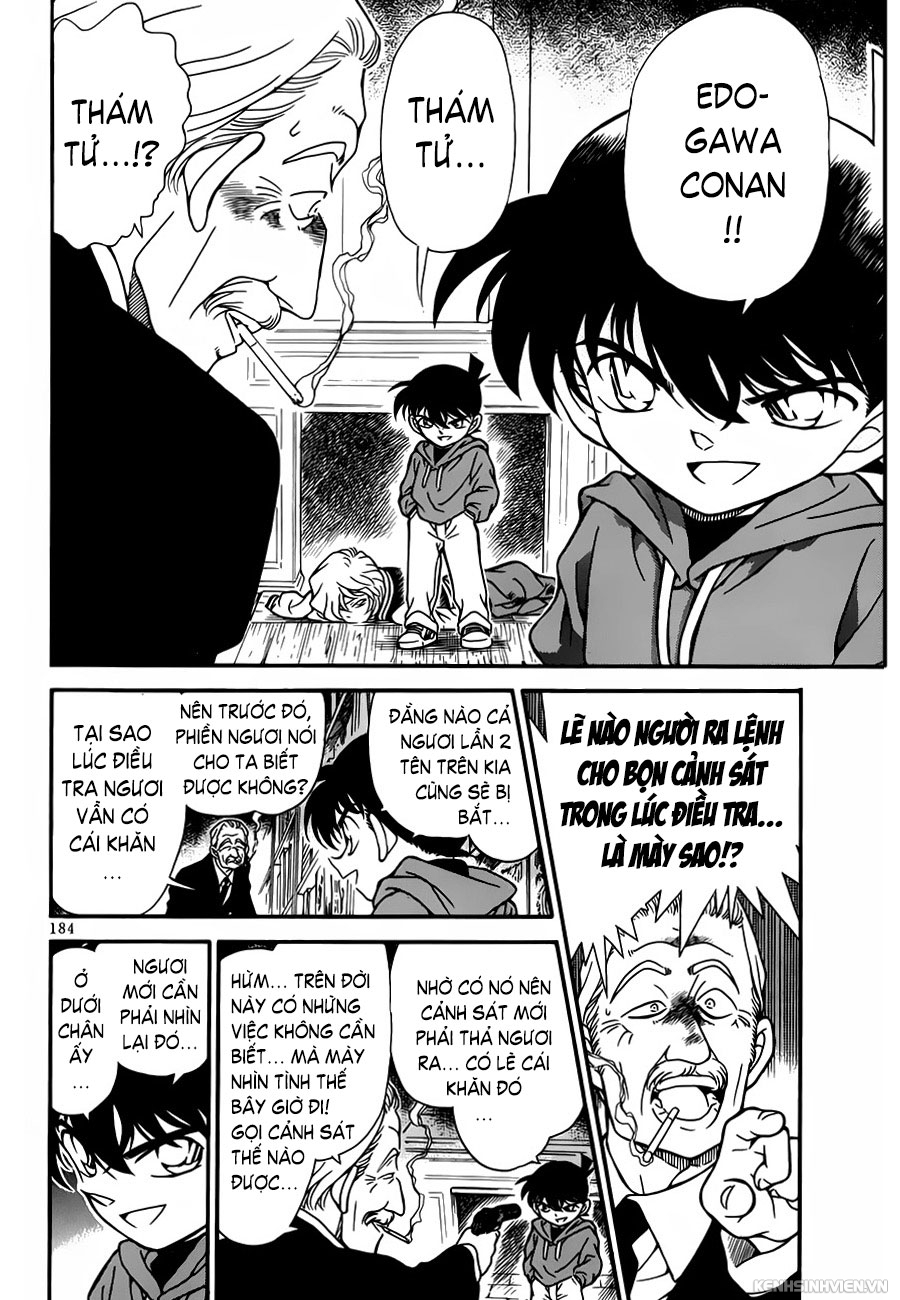 EDO-
GAWA
CONAN
!!
THÁM
TỬ...
THÁM
TỬ...!?
LẼ NÀO NGƯỜI RA LỆNH
CHO BỌN CẢNH SÁT
TRONG LÚC ĐIỀU TRA...
LÀ MÀY SAO!?
ĐẰNG NÀO CẢ
NGƯƠI LẪN 2
TÊN TRÊN KIA
CŨNG SẼ BỊ
BẮT...
NÊN TRƯỚC ĐÓ,
PHIỀN NGƯƠI NÓI
CHO TA BIẾT
ĐƯỢC KHÔNG?
TẠI SAO
LÚC ĐIỀU
TRA NGƯƠI
VẪN CÓ
CÁI KHĂN
...
184
NHỜ CÓ NÓ NÊN
CẢNH SÁT MỚI
PHẢI THẢ NGƯƠI
RA... CÓ LẼ CÁI
KHĂN ĐÓ
...
HỪM... TRÊN ĐỜI
NÀY CÓ NHỮNG
VIỆC KHÔNG CẦN
BIẾT... MÀ MÀY
NHÌN TÌNH THẾ
BÂY GIỜ ĐI!
GỌI CẢNH SÁT
THẾ NÀO
ĐƯỢC...
NGƯƠI
MỚI CẦN
PHẢI NHÌN
LẠI ĐÓ...
Ở
DƯỚI
CHÂN
ẤY
...
KENHSINHVIEN.VN